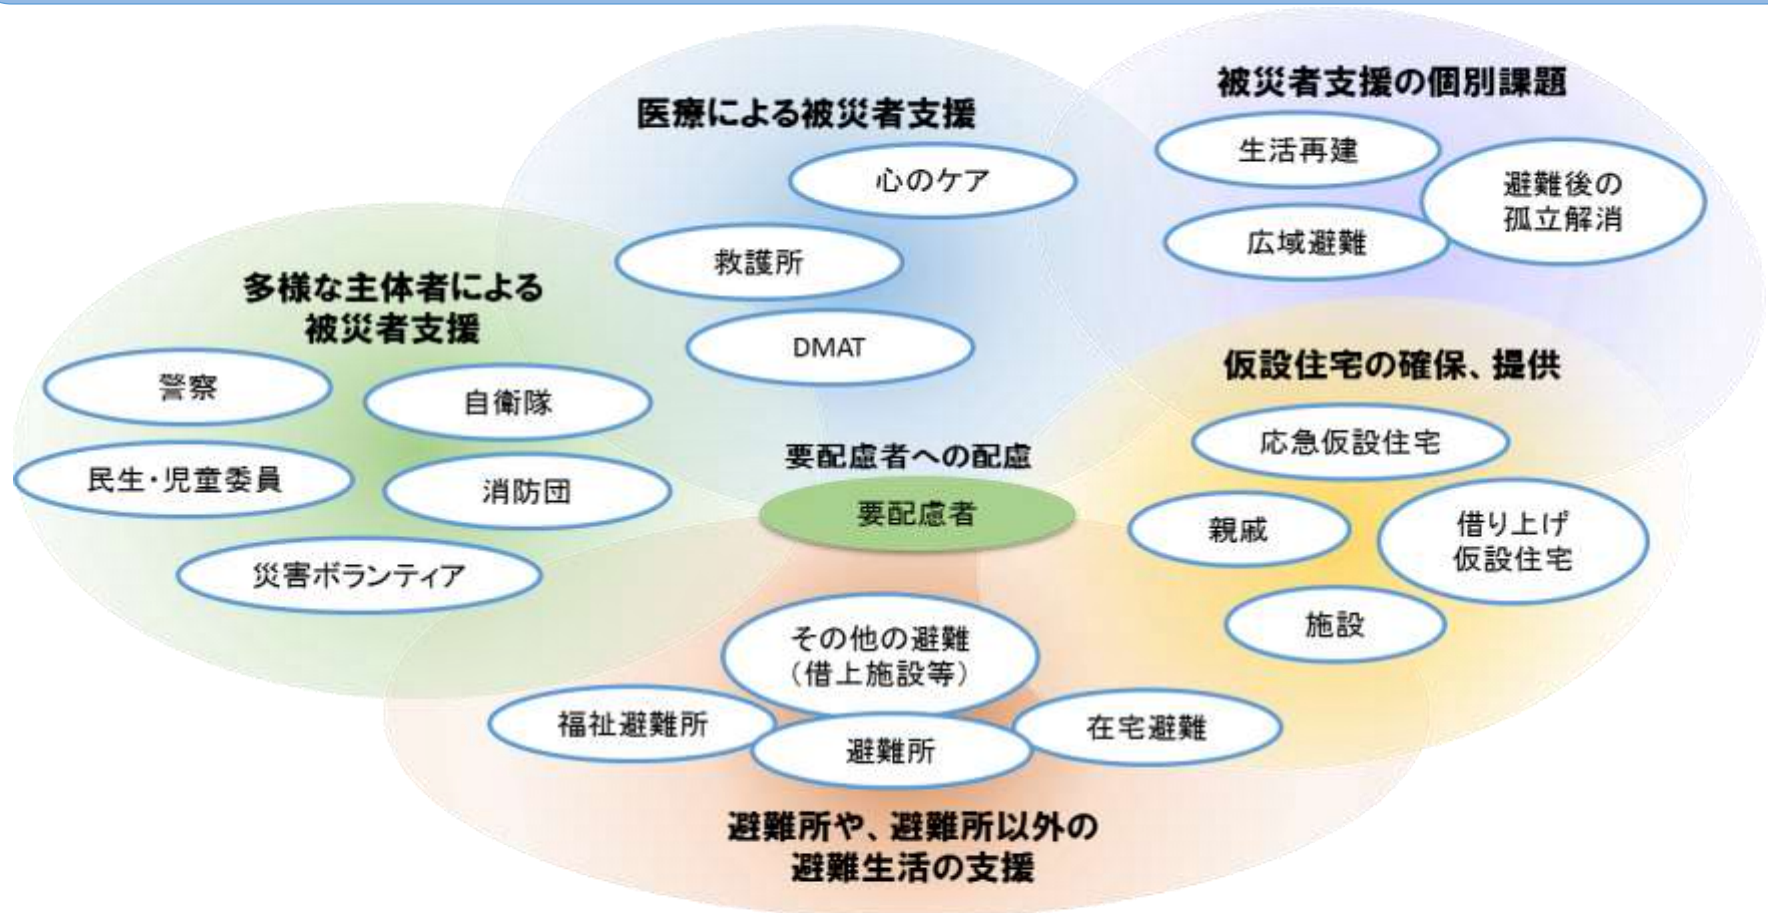 医療による被災者支援
心のケア
救護所
DMAT
被災者支援の個別課題
生活再建
避難後の
孤立解消
広域避難
多様な主体者による
被災者支援
警察
自衛隊
民生・児童委員
消防団
災害ボランティア
要配慮者への配慮
要配慮者
仮設住宅の確保、提供
応急仮設住宅
親戚
借り上げ
仮設住宅
施設
その他の避難
（借上施設等）
福祉避難所
避難所
在宅避難
避難所や、避難所以外の
避難生活の支援